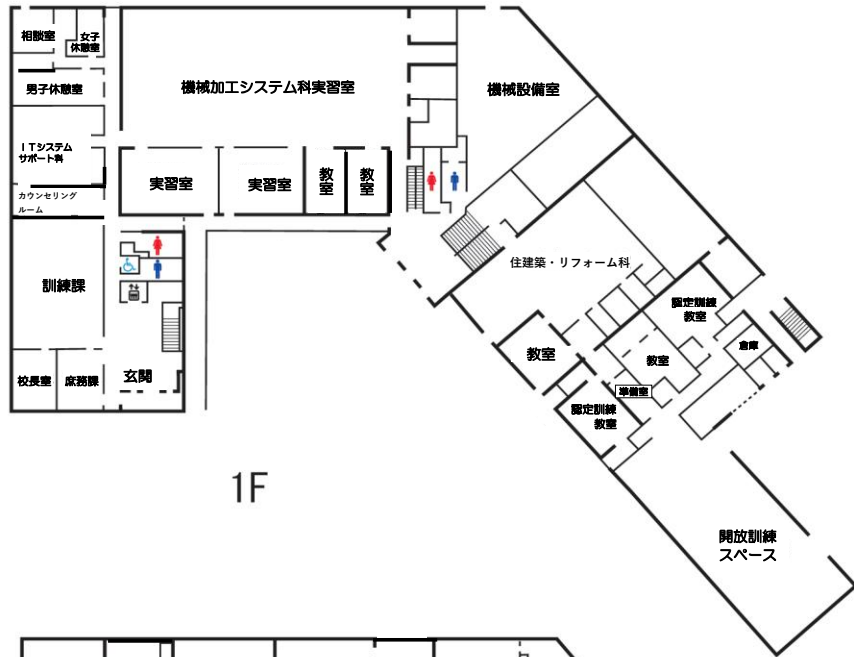 相談室
女子
休憩室
男子休憩室
ITシステム
サポート科
カウンセリング
ルーム
訓練課
校長室
庶務課
玄関
機械加工システム科実習室
実習室
実習室
教室
教室
機械設備室
住建築・リフォーム科
認定訓練
教室
倉庫
教室
教室
準備室
認定訓練
教室
開放訓練
スペース
1F